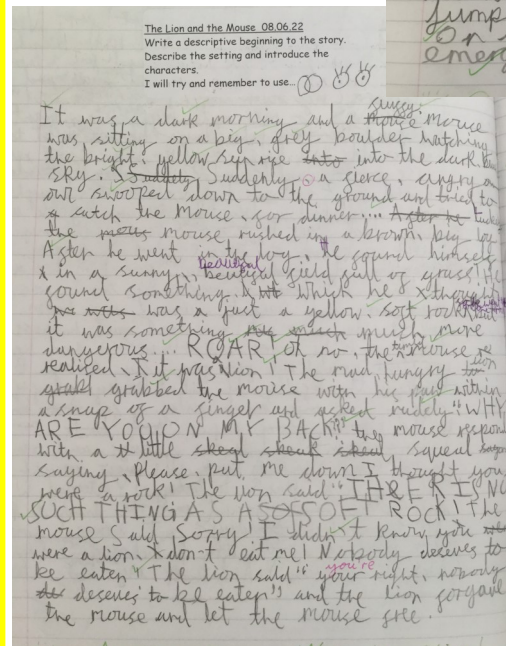 The Lion and the Mouse 08.06.22
Write a descriptive beginning to the story.
Describe the setting and introduce the
characters.
I will try and remember to use...
Jump
on
emer
It was a dark morning and a fussy mouse
was, sitting on a big, grey boulder watching
the bright, yellow sunrise into the dark
sky. Suddenly a fierce, angry
owl swooped down to the ground and tried to
catch the mouse, for dinner...
the mouse rushed in a brown big log
After he went in the log, he found himself
in a sunny, beautiful field full of grass! He
found something. which he thought
was a just a yellow, soft rock but
it was something much more
dangerous... ROAR! oh no, the mouse
realised, it was lion! The mad, hungry lion
grabbed the mouse with his paw within
a snap of a finger and asked rudely "WHY
ARE YOU ON MY BACK" the mouse respon
with a little squeal
saying, Please, put me down I thought you
were a rock! The lion said "THERE IS NO
SUCH THING AS A SOFT ROCK! The
mouse said Sorry! I didn't know you
were a lion. don't eat me! Nobody deceves to
be eaten" The lion said "you're right, nobody
deseves to be eaten" and the lion forgave
the mouse and let the mouse free.